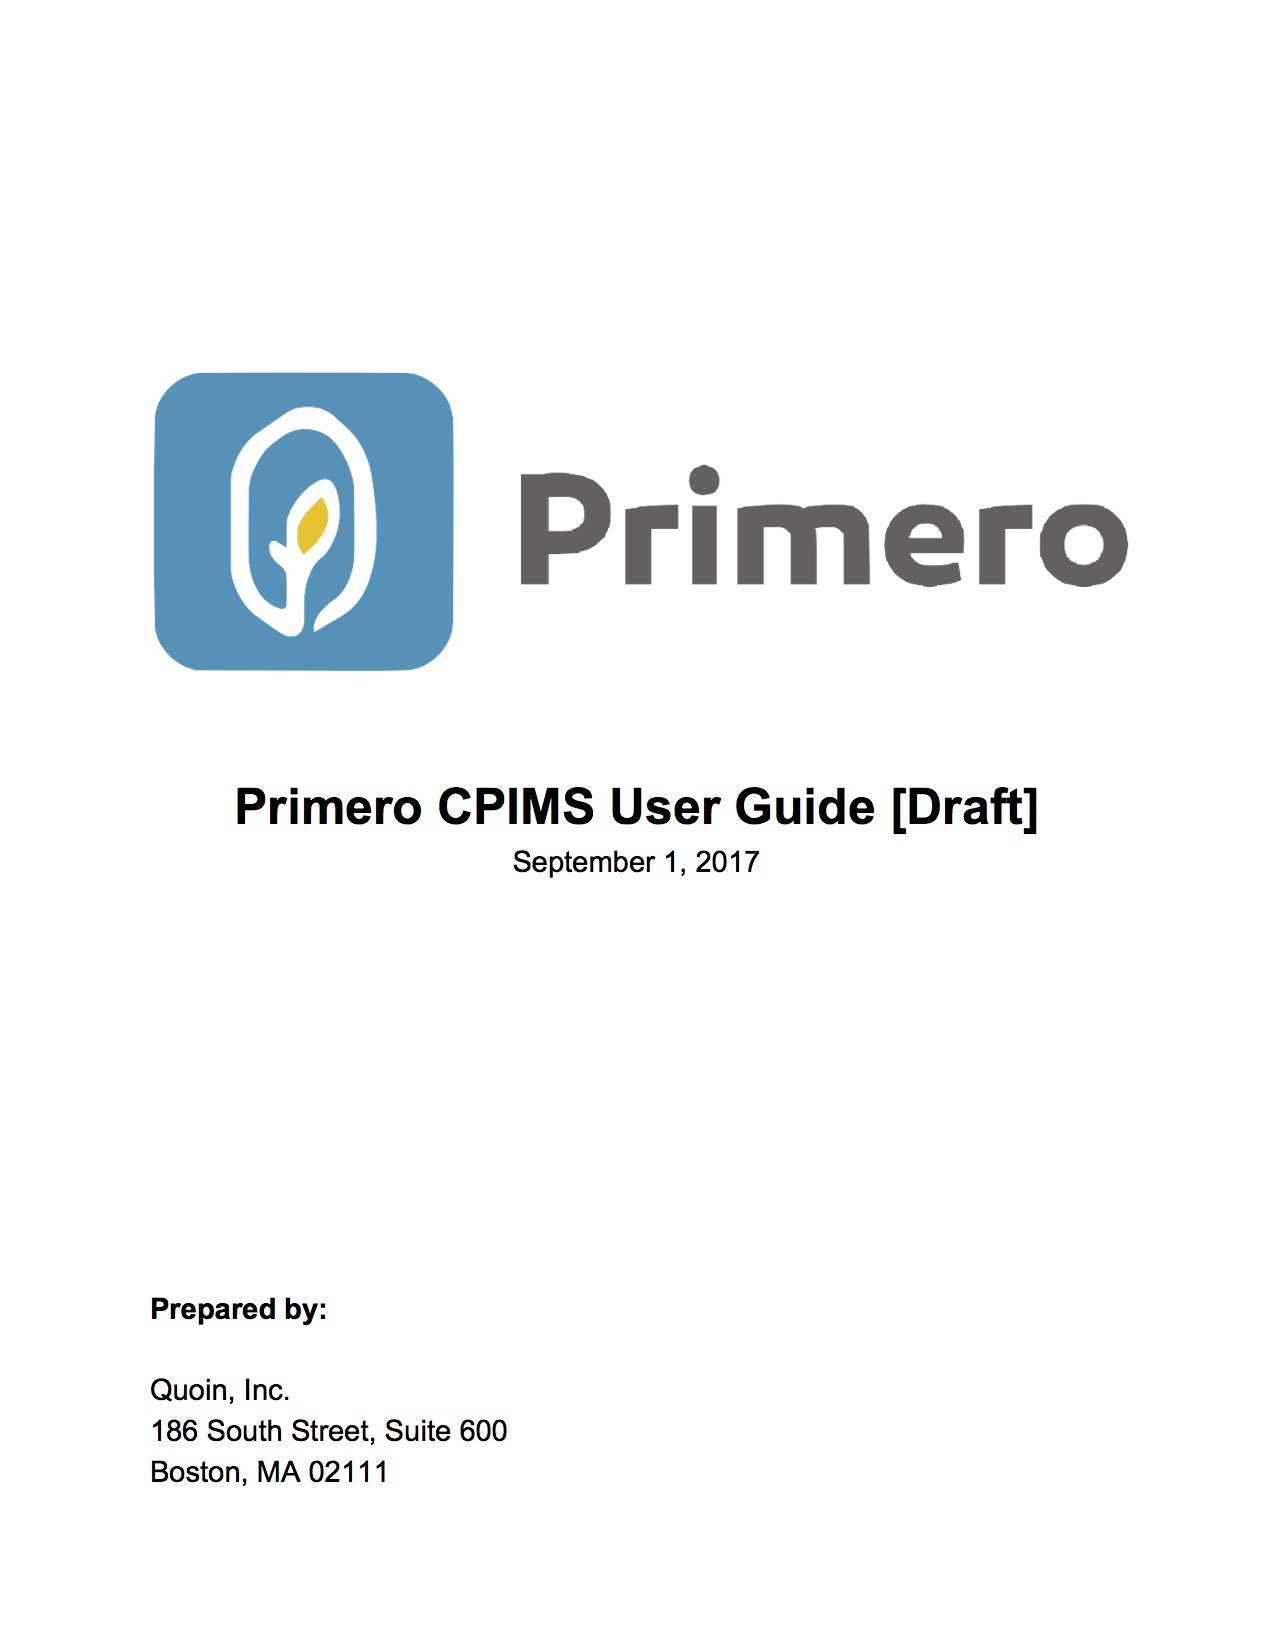 Primero
Primero CPIMS User Guide [Draft]
September 1, 2017
Prepared by:
Quoin, Inc.
186 South Street, Suite 600
Boston, MA 02111